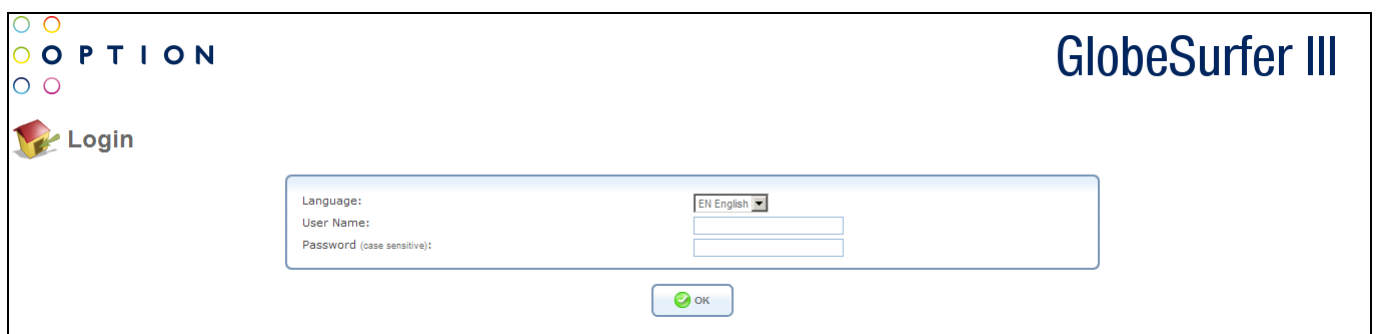 OPTION
GlobeSurfer III
Login
Language: EN English
User Name:
Password (case sensitive):
OK